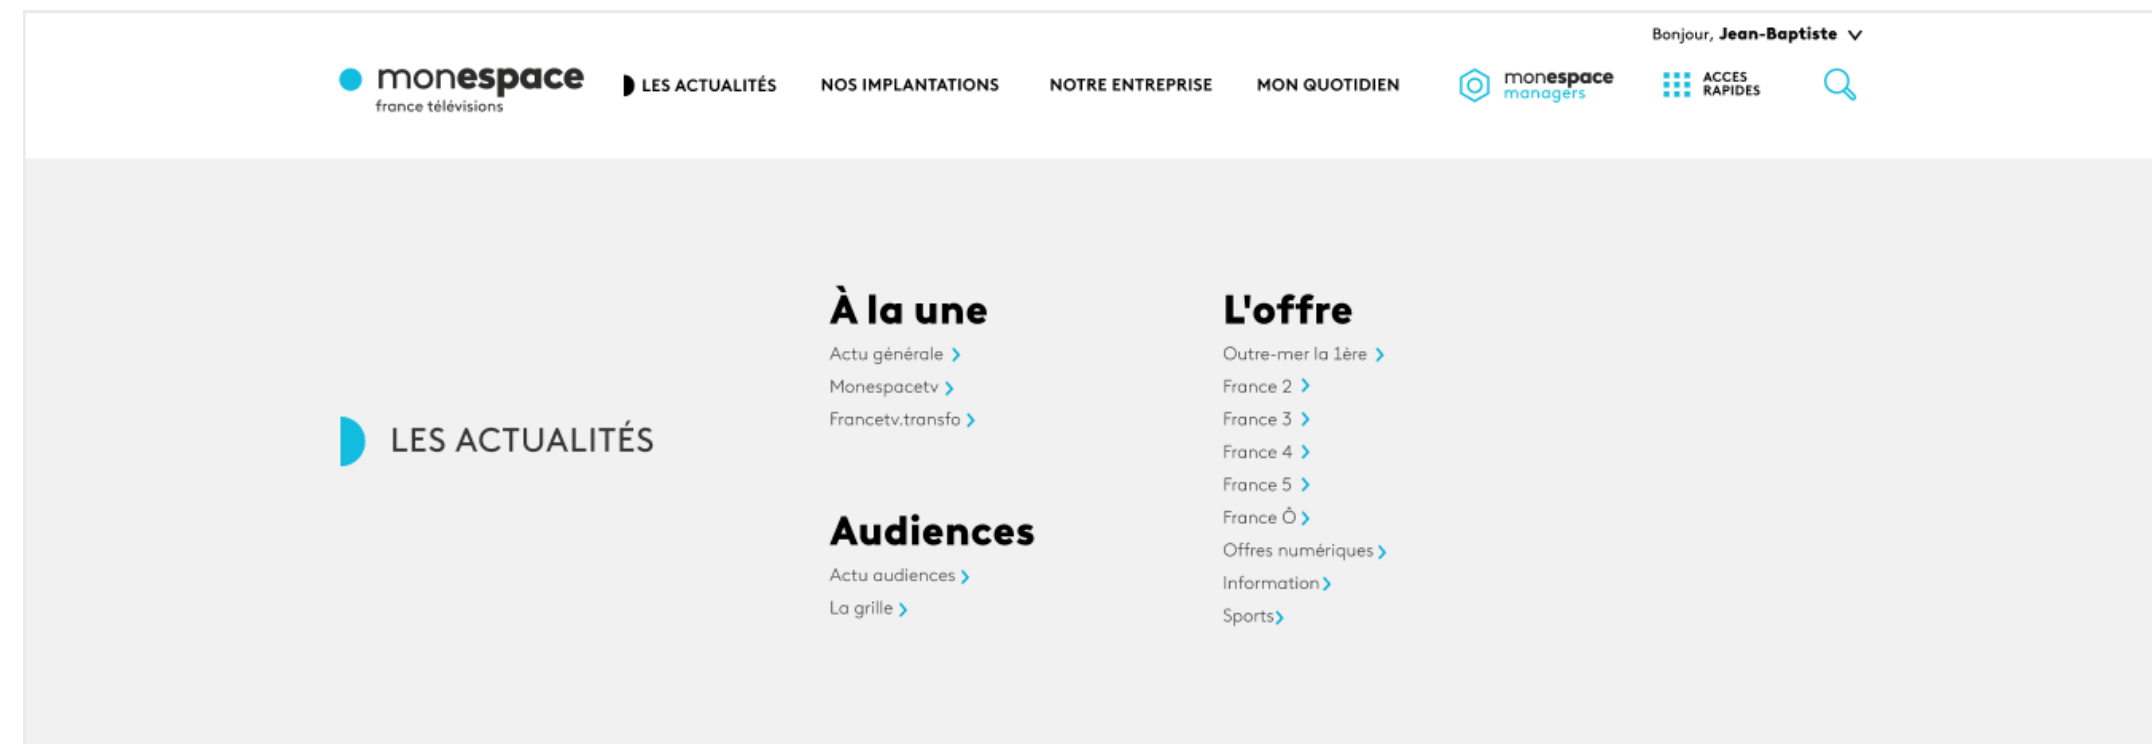 Bonjour, Jean-Baptiste
monespace
france télévisions
LES ACTUALITÉS
NOS IMPLANTATIONS
NOTRE ENTREPRISE
MON QUOTIDIEN
monespace
managers
ACCES
RAPIDES
LES ACTUALITÉS
À la une
Actu générale
Monespacetv
Francetv.transfo
Audiences
Actu audiences
La grille
L'offre
Outre-mer la 1ère
France 2
France 3
France 4
France 5
France Ô
Offres numériques
Information
Sports